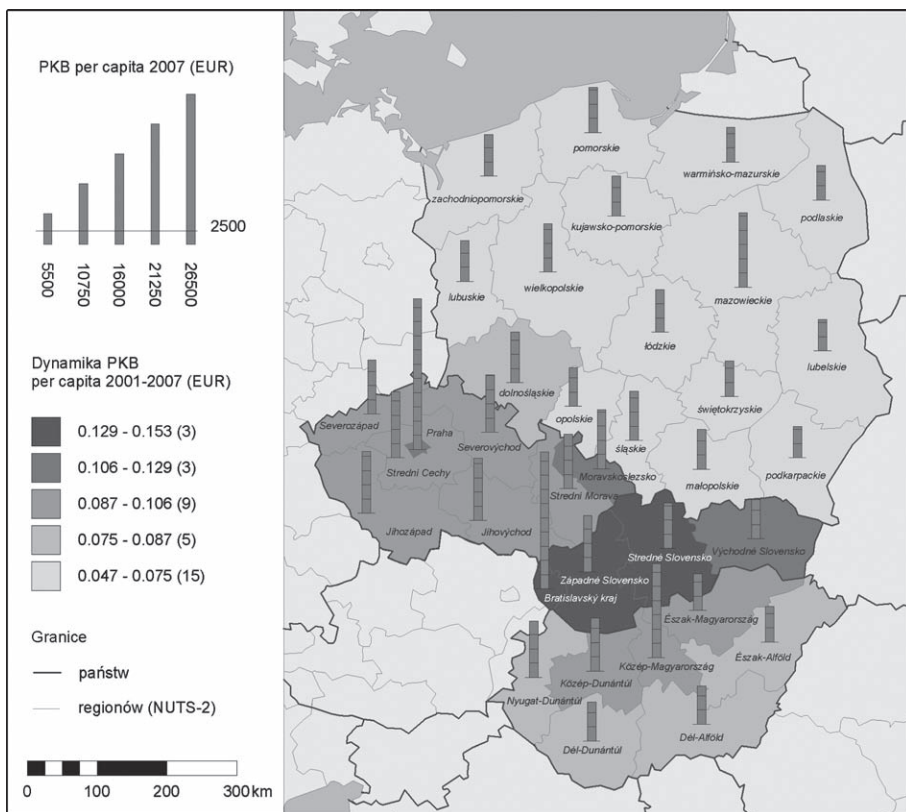 PKB per capita 2007 (EUR)
2500
5500
10750
16000
21250
26500
Dynamika PKB
per capita 2001-2007 (EUR)
0.129 - 0.153 (3)
0.106 - 0.129 (3)
0.087 - 0.106 (9)
0.075 - 0.087 (5)
0.047 - 0.075 (15)
Granice
państw
regionów (NUTS-2)
0 100 200 300 km
pomorskie
warmińsko-mazurskie
zachodniopomorskie
podlaskie
kujawsko-pomorskie
wielkopolskie
mazowieckie
lubuskie
łódzkie
lubelskie
dolnośląskie
świętokrzyskie
opolskie
śląskie
Severozápad
Praha
Severovýchod
małopolskie
podkarpackie
Stredni Cechy
Moravskoslezsko
Stredni Morava
Jihozápad
Jihovýchod
Stredné Slovensko
Východné Slovensko
Západné Slovensko
Bratislavský kraj
Észak-Magyarország
Észak-Alföld
Közép-Magyarország
Közép-Dunántúl
Nyugat-Dunántúl
Dél-Dunántúl
Dél-Alföld